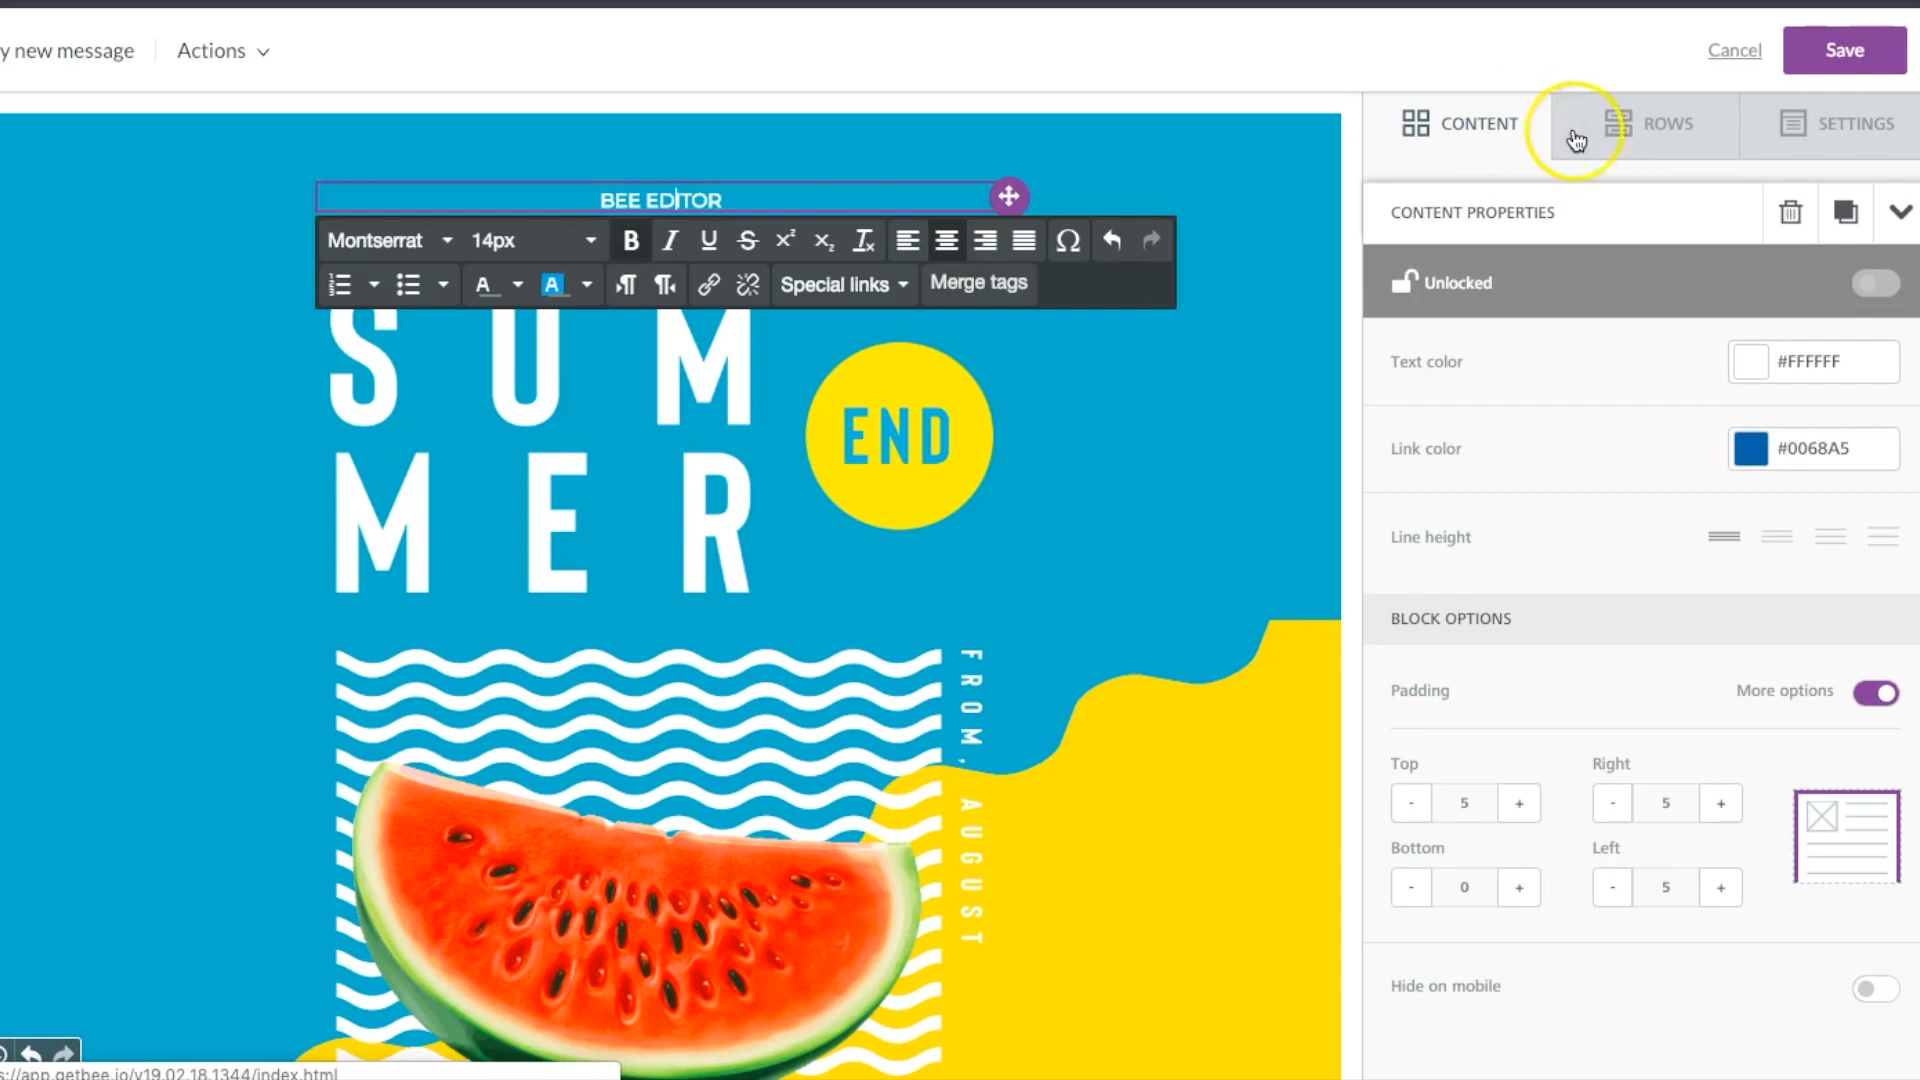 y new message
Actions
Cancel
Save
CONTENT
ROWS
SETTINGS
BEE EDITOR
Montserrat
14px
Special links
Merge tags
SUM
MER
END
FROM, AUGUST
CONTENT PROPERTIES
Unlocked
Text color
#FFFFFF
Link color
#0068A5
Line height
BLOCK OPTIONS
Padding
More options
Top
Right
- 5 +
- 5 +
Bottom
Left
- 0 +
- 5 +
Hide on mobile
s://app.getbee.io/v19.02.18.1344/index.html